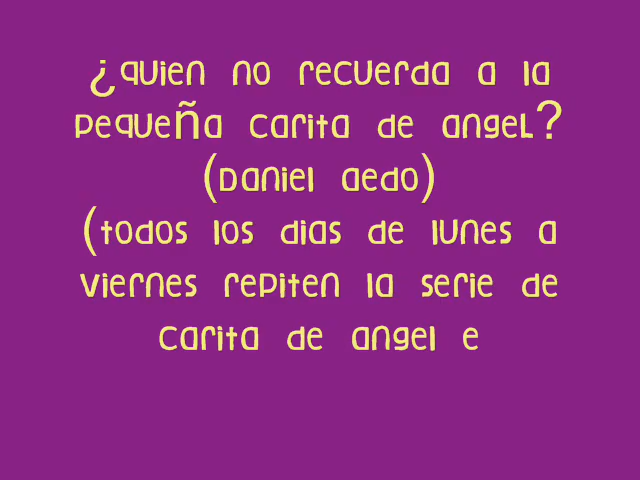 ¿quien no recuerda a la
pequeña carita de angel?
(Daniel aedo)
(todos los dias de lunes a
viernes repiten la serie de
carita de angel e